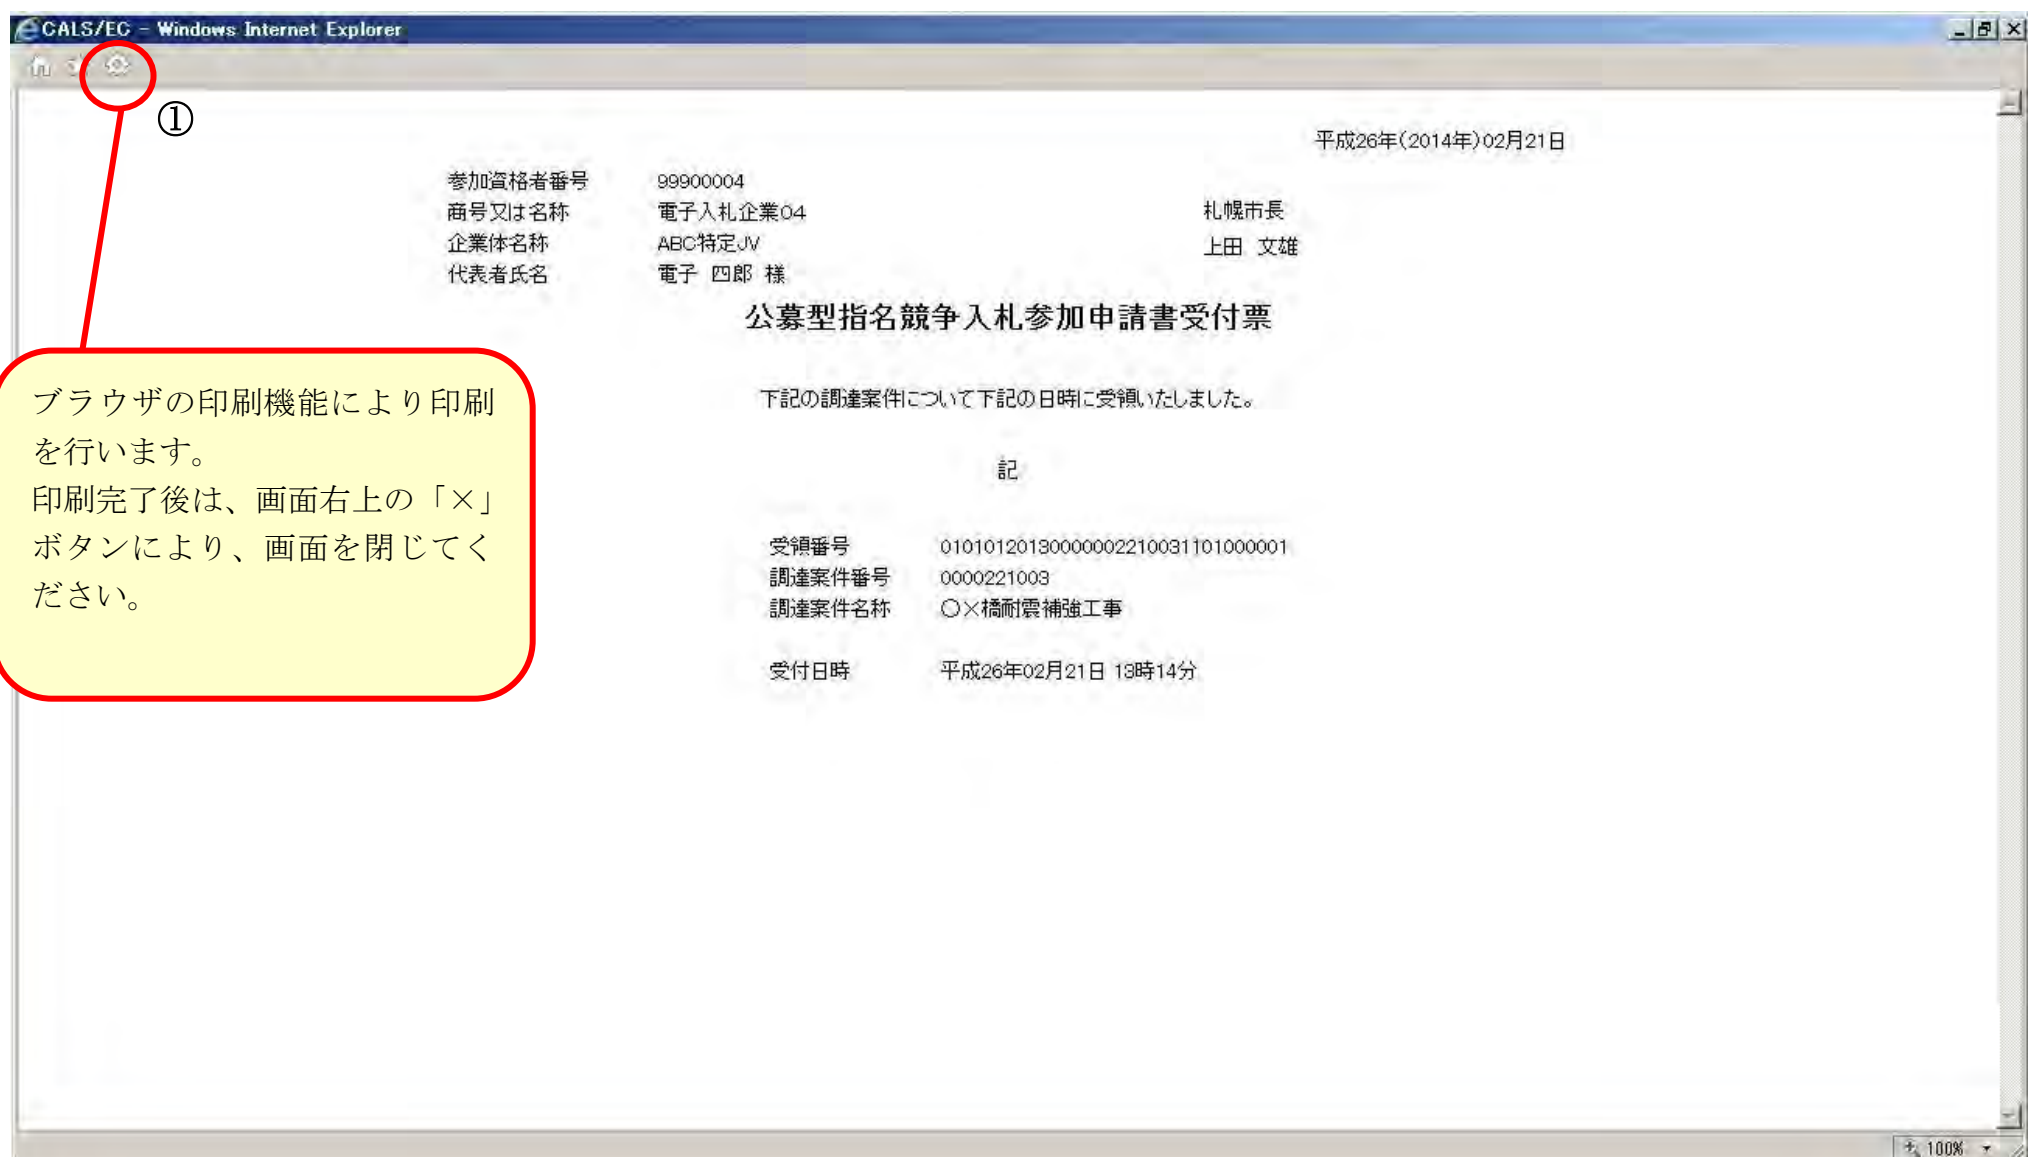 CALS/EC - Windows Internet Explorer
①
平成26年(2014年)02月21日
参加資格者番号 99900004
商号又は名称 電子入札企業04 札幌市長
企業体名称 ABC特定JV 上田 文雄
代表者氏名 電子 四郎 様
公募型指名競争入札参加申請書受付票
ブラウザの印刷機能により印刷
を行います。
印刷完了後は、画面右上の「×」
ボタンにより、画面を閉じてく
ださい。
下記の調達案件について下記の日時に受領いたしました。
記
受領番号 01010120130000002210031101000001
調達案件番号 0000221003
調達案件名称 〇×橋耐震補強工事
受付日時 平成26年02月21日 13時14分
100%